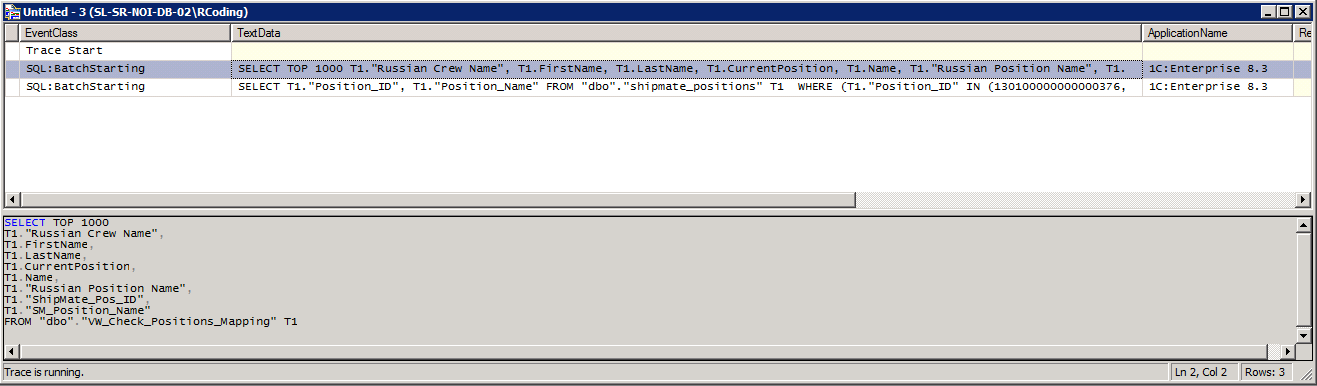 Untitled - 3 (SL-SR-NOI-DB-02\RCoding)
EventClass TextData ApplicationName Re
Trace Start
SQL:BatchStarting SELECT TOP 1000 T1."Russian Crew Name", T1.FirstName, T1.LastName, T1.CurrentPosition, T1.Name, T1."Russian Position Name", T1. 1C:Enterprise 8.3
SQL:BatchStarting SELECT T1."Position_ID", T1."Position_Name" FROM "dbo"."shipmate_positions" T1  WHERE (T1."Position_ID" IN (130100000000000376, 1C:Enterprise 8.3
SELECT TOP 1000
T1."Russian Crew Name",
T1.FirstName,
T1.LastName,
T1.CurrentPosition,
T1.Name,
T1."Russian Position Name",
T1."ShipMate_Pos_ID",
T1."SM_Position_Name"
FROM "dbo"."VW_Check_Positions_Mapping" T1
Trace is running. Ln 2, Col 2 Rows: 3